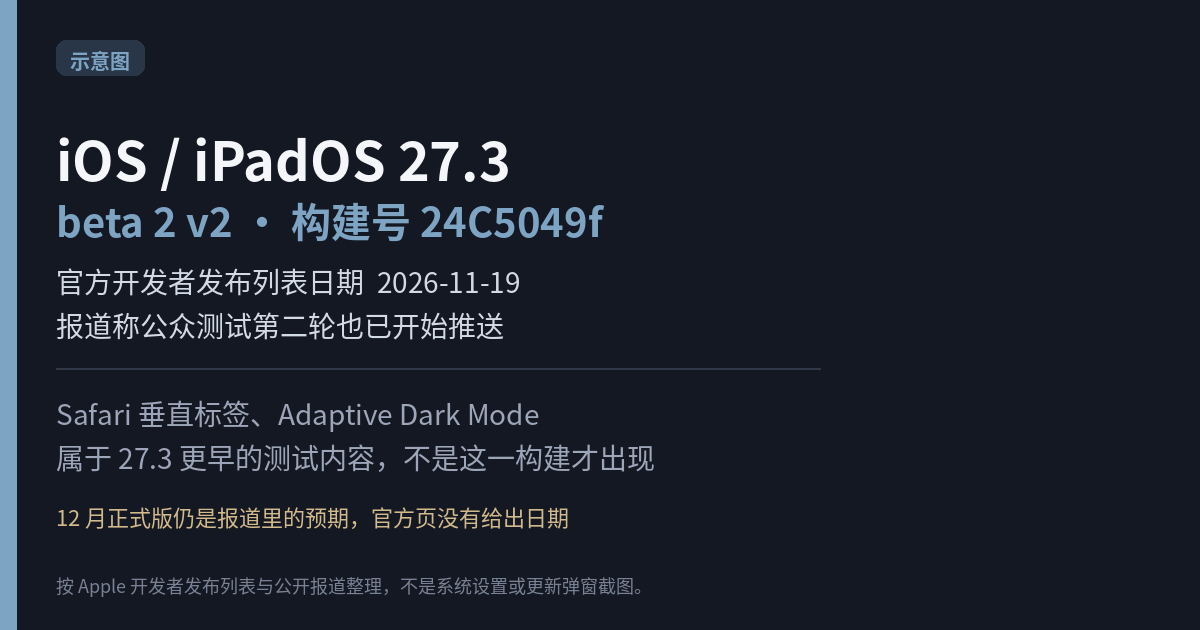 示意图
iOS / iPadOS 27.3
beta 2 v2 · 构建号 24C5049f
官方开发者发布列表日期 2026-11-19
报道称公众测试第二轮也已开始推送
Safari 垂直标签、Adaptive Dark Mode
属于 27.3 更早的测试内容，不是这一构建才出现
12 月正式版仍是报道里的预期，官方页没有给出日期
按 Apple 开发者发布列表与公开报道整理，不是系统设置或更新弹窗截图。